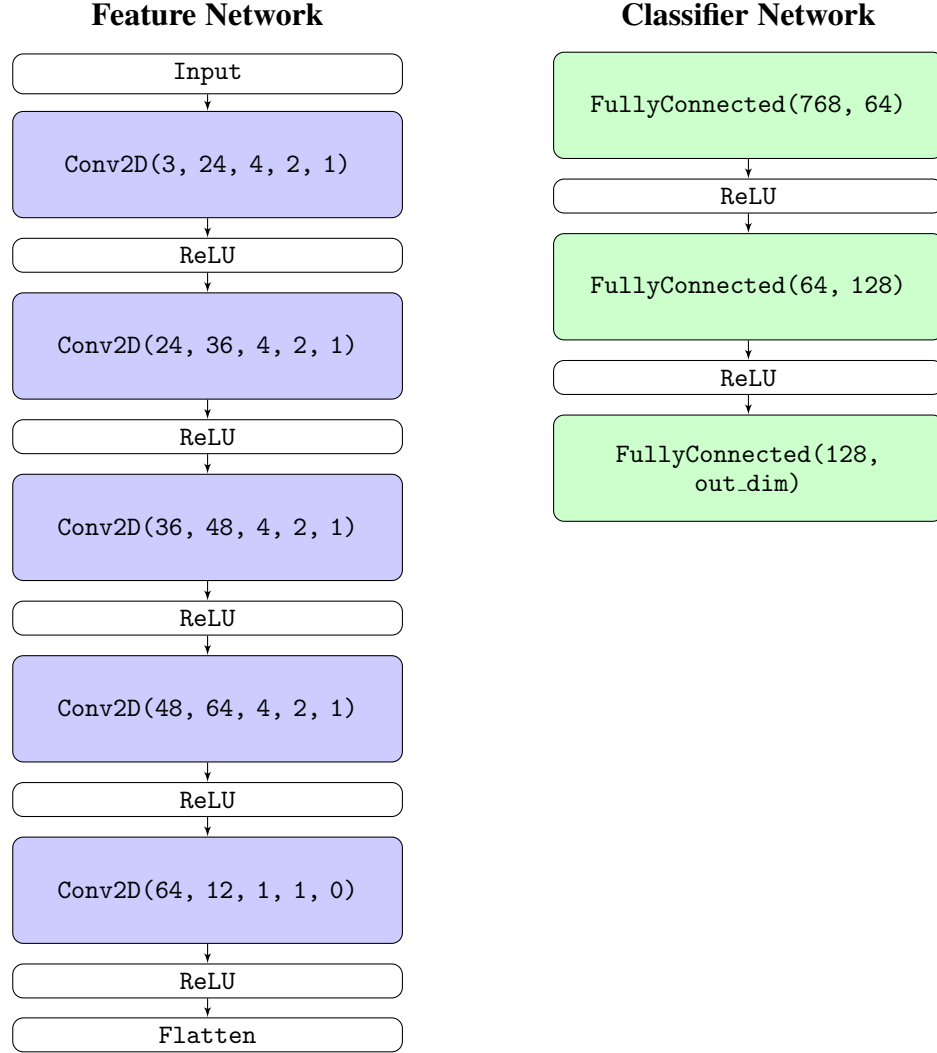 Feature Network
Input
Conv2D(3, 24, 4, 2, 1)
ReLU
Conv2D(24, 36, 4, 2, 1)
ReLU
Conv2D(36, 48, 4, 2, 1)
ReLU
Conv2D(48, 64, 4, 2, 1)
ReLU
Conv2D(64, 12, 1, 1, 0)
ReLU
Flatten
Classifier Network
FullyConnected(768, 64)
ReLU
FullyConnected(64, 128)
ReLU
FullyConnected(128,
out_dim)